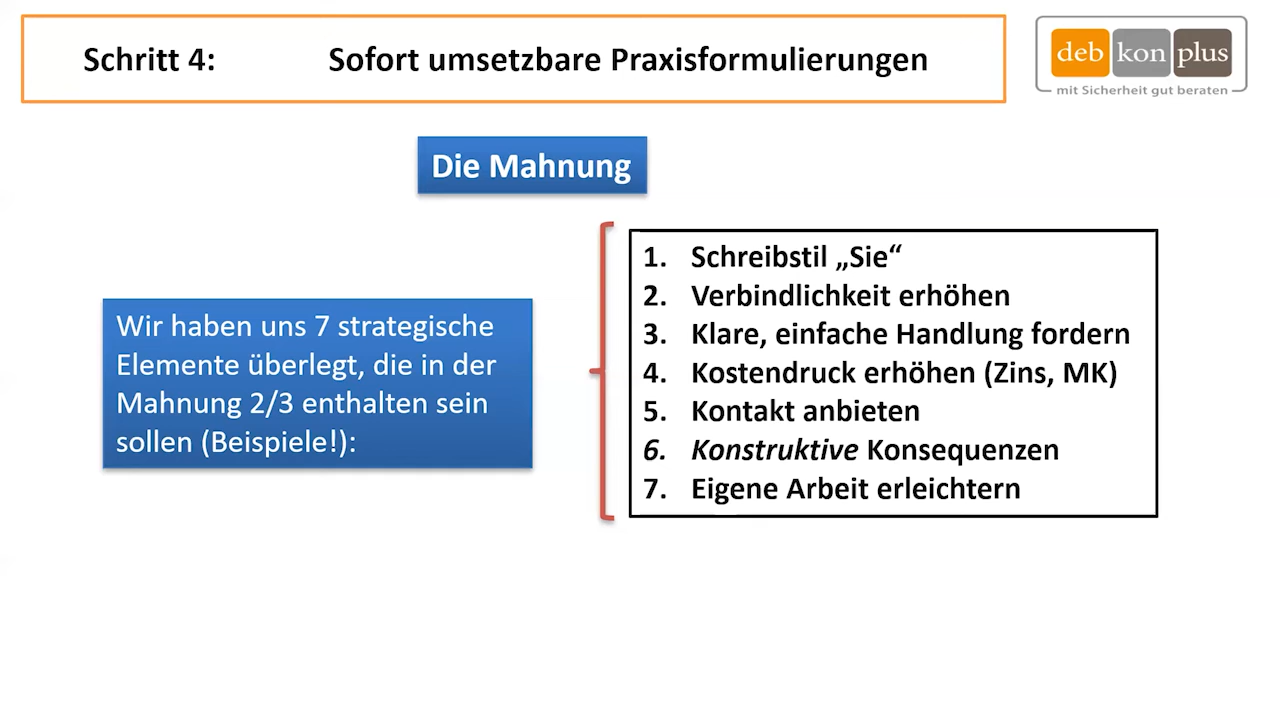 Schritt 4: Sofort umsetzbare Praxisformulierungen
deb kon plus
mit Sicherheit gut beraten
Die Mahnung
Wir haben uns 7 strategische
Elemente überlegt, die in der
Mahnung 2/3 enthalten sein
sollen (Beispiele!):
1. Schreibstil „Sie“
2. Verbindlichkeit erhöhen
3. Klare, einfache Handlung fordern
4. Kostendruck erhöhen (Zins, MK)
5. Kontakt anbieten
6. Konstruktive Konsequenzen
7. Eigene Arbeit erleichtern